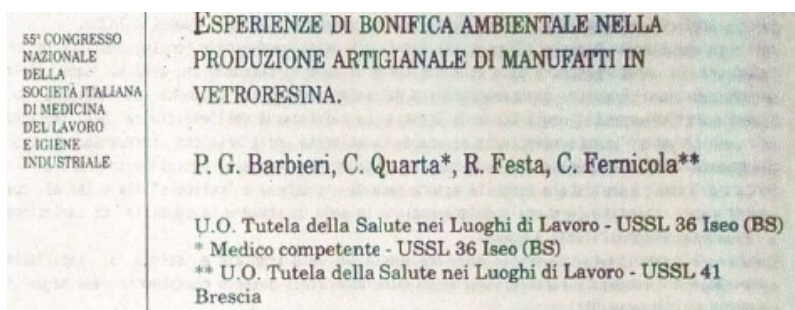 55° CONGRESSO
NAZIONALE
DELLA
SOCIETÀ ITALIANA
DI MEDICINA
DEL LAVORO
E IGIENE
INDUSTRIALE
ESPERIENZE DI BONIFICA AMBIENTALE NELLA
PRODUZIONE ARTIGIANALE DI MANUFATTI IN
VETRORESINA.
P. G. Barbieri, C. Quarta*, R. Festa, C. Fernicola**
U.O. Tutela della Salute nei Luoghi di Lavoro - USSL 36 Iseo (BS)
* Medico competente - USSL 36 Iseo (BS)
** U.O. Tutela della Salute nei Luoghi di Lavoro - USSL 41
Brescia